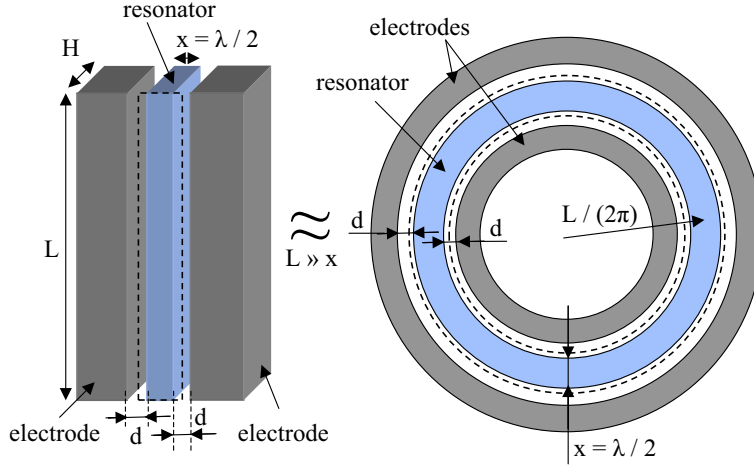 resonator
x = λ / 2
H
L
electrode
d
d
electrode
≈
L » x
electrodes
resonator
L / (2π)
d
d
x = λ / 2